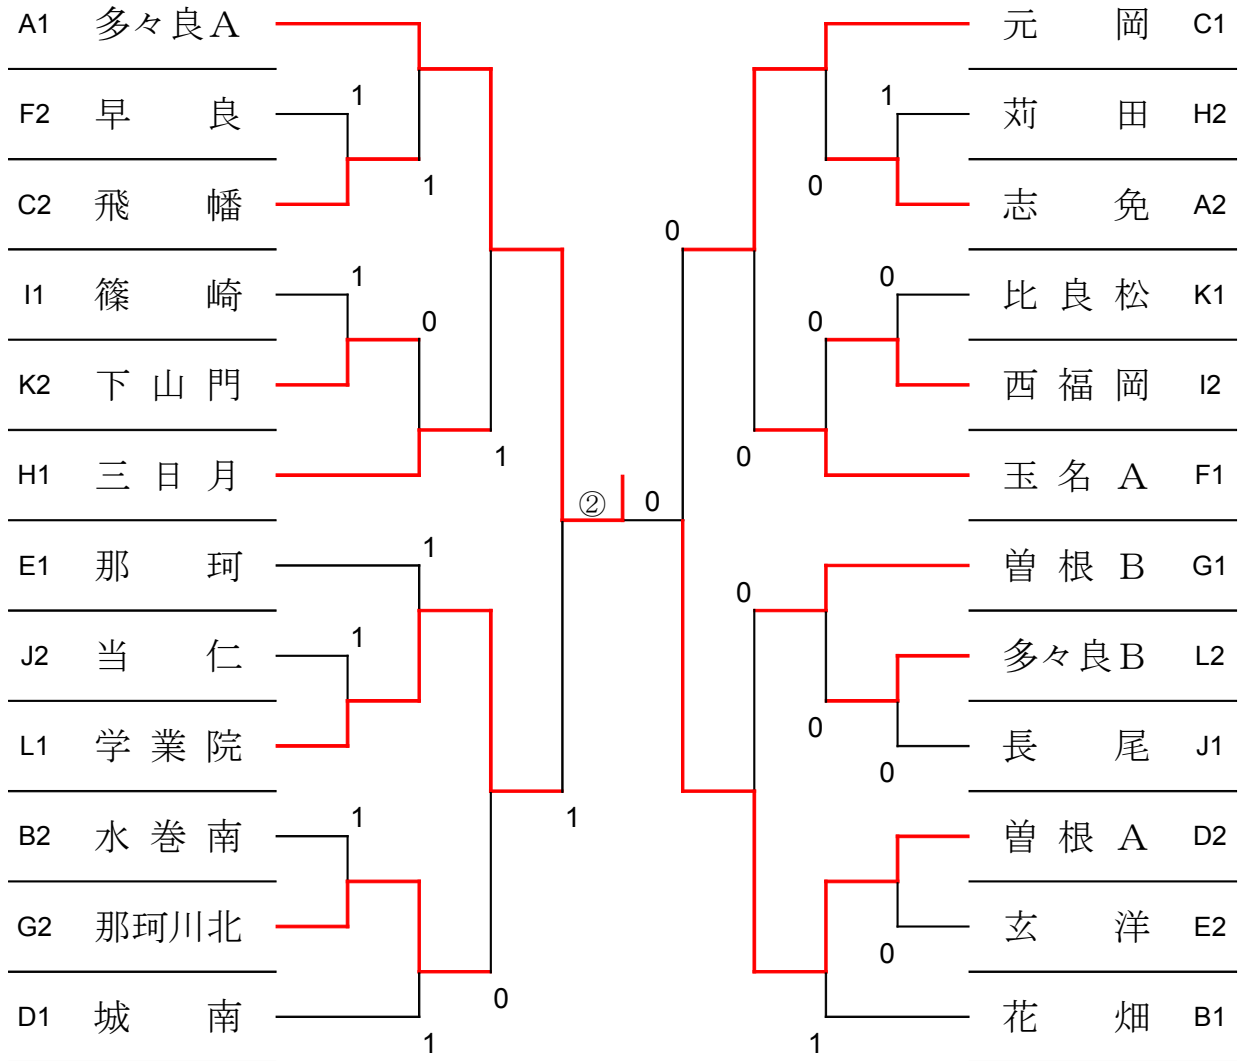 A1 多々良A 元岡 C1
F2 早良 1 1 苅田 H2
C2 飛幡 1 0 志免 A2
0
I1 篠崎 1 0 比良松 K1
0 0
K2 下山門 西福岡 I2
H1 三日月 1 0 玉名A F1
② 0
E1 那珂 1 曽根B G1
0
J2 当仁 1 多々良B L2
L1 学業院 0 0 長尾 J1
B2 水巻南 1 1 曽根A D2
G2 那珂川北 0 玄洋 E2
0
D1 城南 1 1 花畑 B1